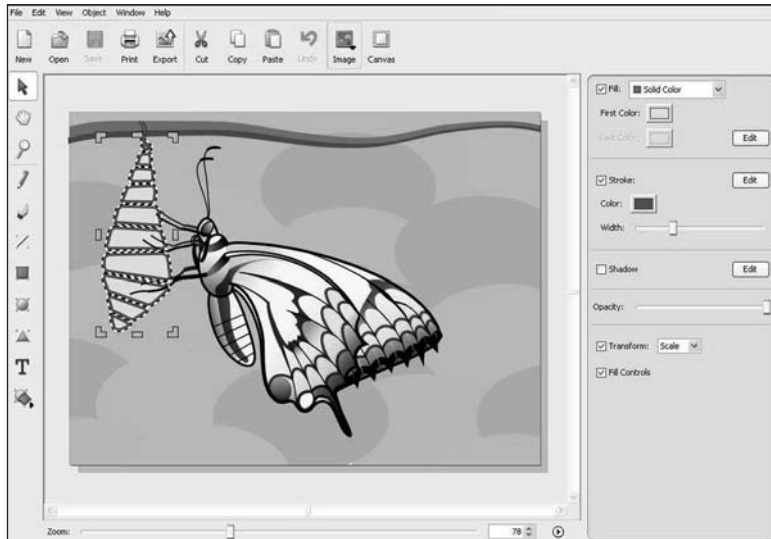 File Edit View Object Window Help
New Open Save Print Export Cut Copy Paste Undo Image Canvas
Fill: Solid Color
First Color:
Last Color: Edit
Stroke: Edit
Color:
Width:
Shadow Edit
Opacity:
Transform: Scale
Fill Controls
T
Zoom: 78